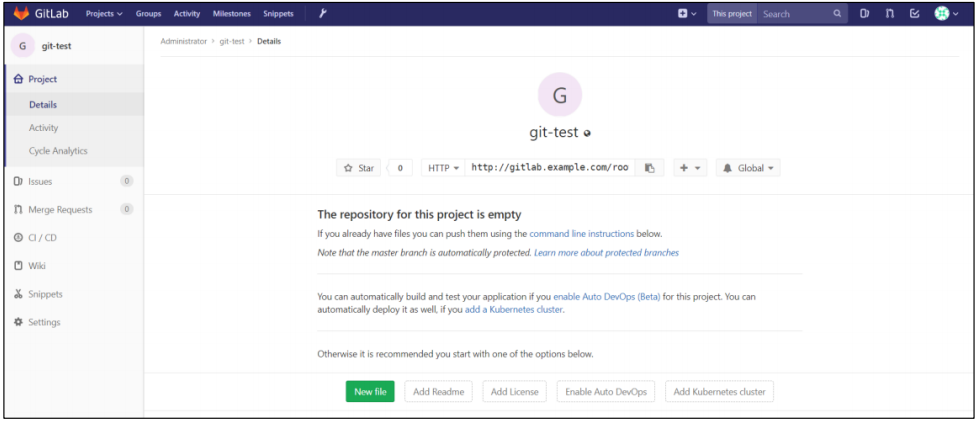 GitLab Projects Groups Activity Milestones Snippets This project Search
G git-test
Administrator > git-test > Details
Project
Details
Activity
Cycle Analytics
Issues 0
Merge Requests 0
CI / CD
Wiki
Snippets
Settings
G
git-test
Star 0 HTTP http://gitlab.example.com/roo + Global
The repository for this project is empty
If you already have files you can push them using the command line instructions below.
Note that the master branch is automatically protected. Learn more about protected branches
You can automatically build and test your application if you enable Auto DevOps (Beta) for this project. You can
automatically deploy it as well, if you add a Kubernetes cluster.
Otherwise it is recommended you start with one of the options below.
New file Add Readme Add License Enable Auto DevOps Add Kubernetes cluster